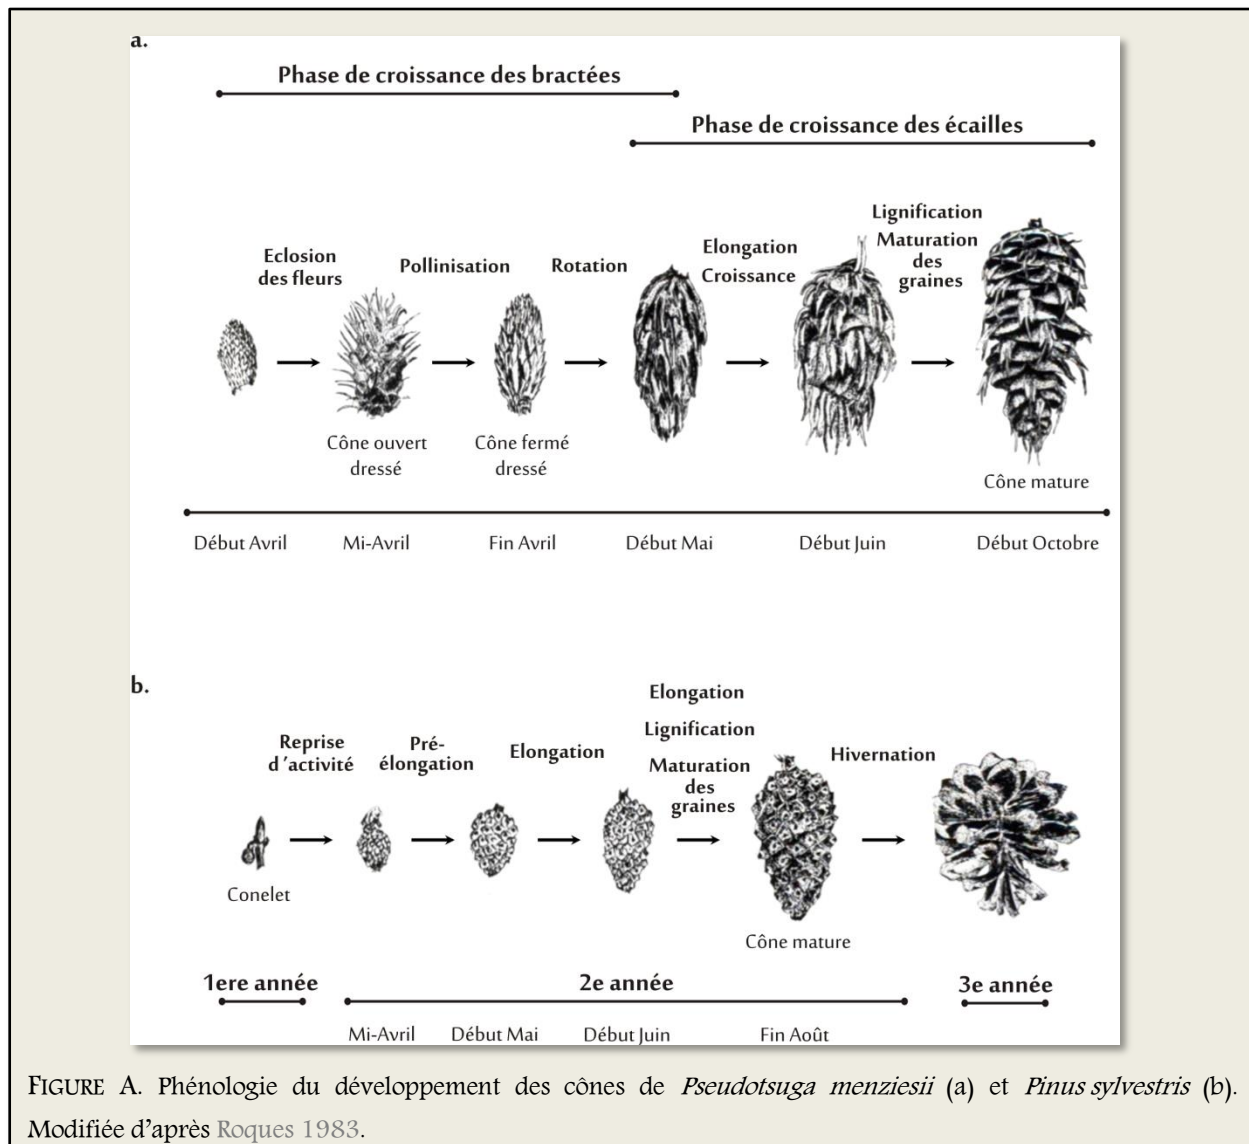 a.
Phase de croissance des bractées
Phase de croissance des écailles
Eclosion
des fleurs
Pollinisation
Rotation
Elongation
Croissance
Lignification
Maturation
des
graines
Cône ouvert
dressé
Cône fermé
dressé
Cône mature
Début Avril
Mi-Avril
Fin Avril
Début Mai
Début Juin
Début Octobre
b.
Reprise
d'activité
Pré-
élongation
Elongation
Elongation
Lignification
Maturation
des
graines
Hivernation
Conelet
Cône mature
1ere année
2e année
3e année
Mi-Avril
Début Mai
Début Juin
Fin Août
FIGURE A. Phénologie du développement des cônes de Pseudotsuga menziesii (a) et Pinus sylvestris (b).
Modifiée d'après Roques 1983.